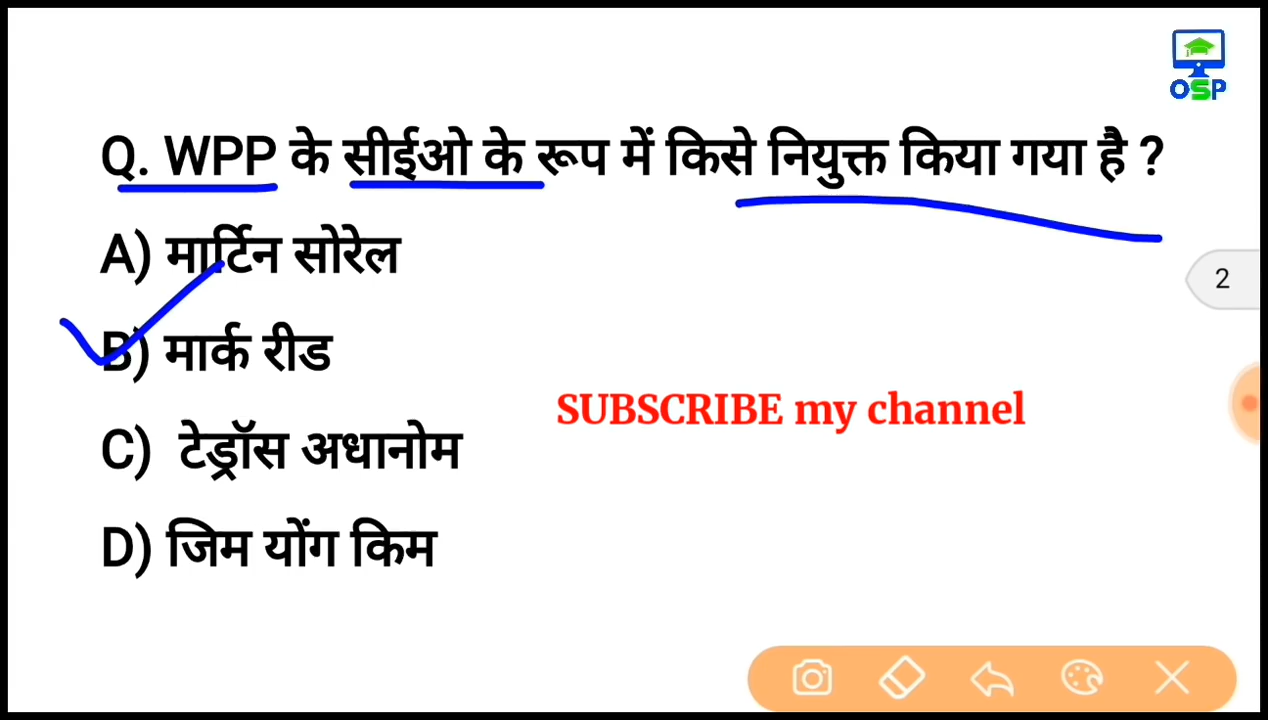 OSP
Q. WPP के सीईओ के रूप में किसे नियुक्त किया गया है ?
A) मार्टिन सोरेल
2
B) मार्क रीड
SUBSCRIBE my channel
C) टेड्रॉस अधानोम
D) जिम योंग किम